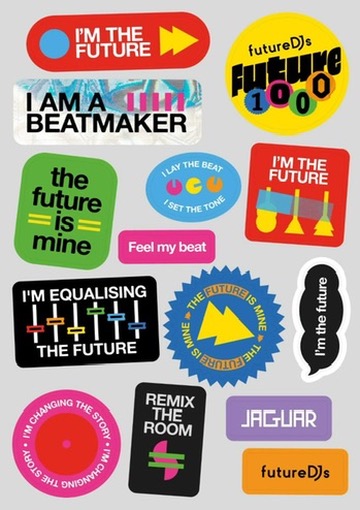 I'M THE
FUTURE
futureDJs
future
1000
I AM A
BEATMAKER
the
future
is
mine
I LAY THE BEAT
I SET THE TONE
I'M THE
FUTURE
Feel my beat
I'M EQUALISING
THE FUTURE
THE FUTURE IS MINE
THE FUTURE IS MINE
I'm the future
I'M CHANGING THE STORY
I'M CHANGING THE STORY
REMIX
THE
ROOM
JAGUAR
futureDJs